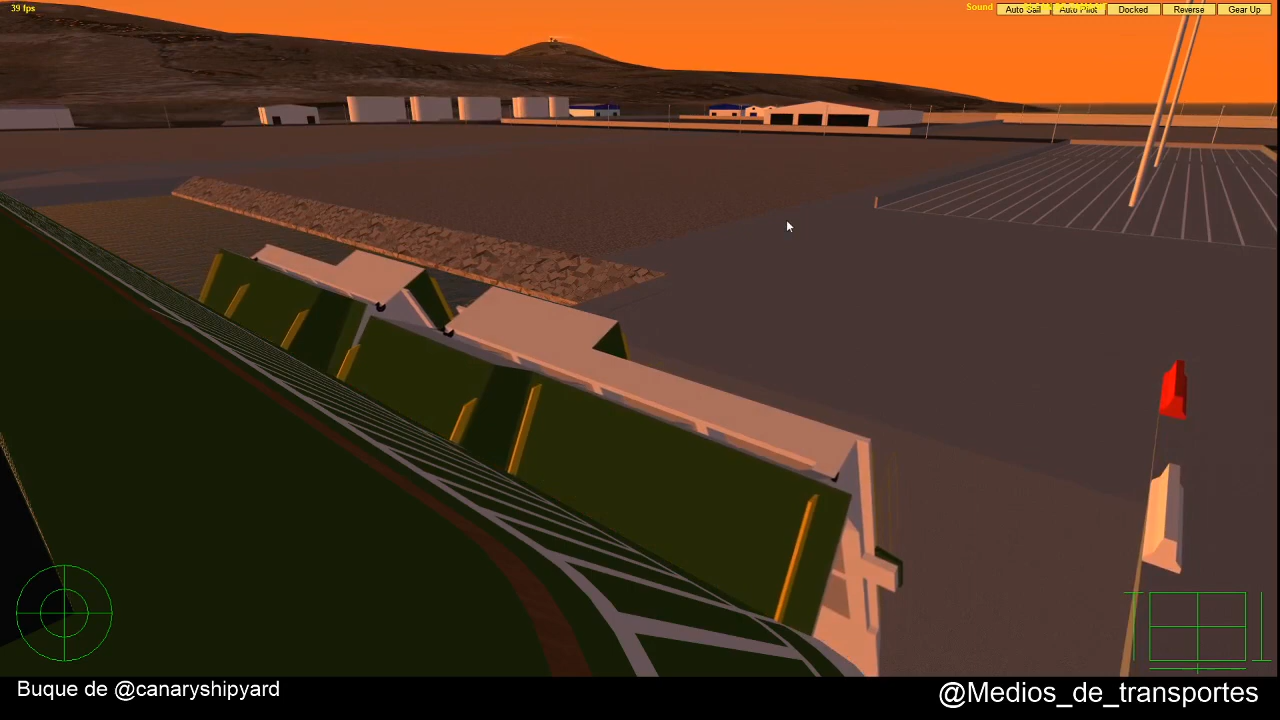 39 fps
Sound
Auto Sail
Auto Pilot
Docked
Reverse
Gear Up
Buque de @canaryshipyard
@Medios_de_transportes